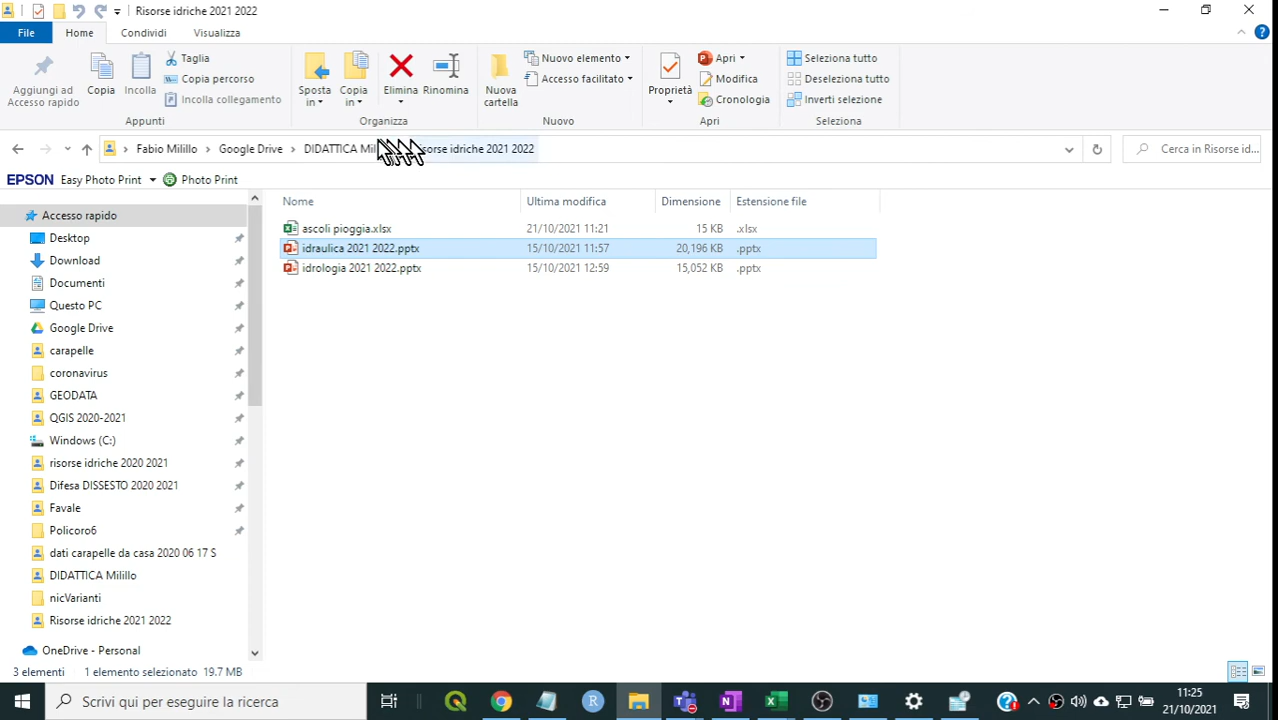 Risorse idriche 2021 2022
File Home Condividi Visualizza
Aggiungi ad Accesso rapido
Copia
Incolla
Taglia
Copia percorso
Incolla collegamento
Appunti
Sposta in
Copia in
Elimina
Rinomina
Organizza
Nuova cartella
Nuovo elemento
Accesso facilitato
Nuovo
Proprietà
Apri
Modifica
Cronologia
Apri
Seleziona tutto
Deseleziona tutto
Inverti selezione
Seleziona
Fabio Milillo > Google Drive > DIDATTICA Mil sorse idriche 2021 2022
Cerca in Risorse id...
EPSON Easy Photo Print Photo Print
Nome Ultima modifica Dimensione Estensione file
ascoli pioggia.xlsx 21/10/2021 11:21 15 KB .xlsx
idraulica 2021 2022.pptx 15/10/2021 11:57 20,196 KB .pptx
idrologia 2021 2022.pptx 15/10/2021 12:59 15,052 KB .pptx
Accesso rapido
Desktop
Download
Documenti
Questo PC
Google Drive
carapelle
coronavirus
GEODATA
QGIS 2020-2021
Windows (C:)
risorse idriche 2020 2021
Difesa DISSESTO 2020 2021
Favale
Policoro6
dati carapelle da casa 2020 06 17 S
DIDATTICA Milillo
nicVarianti
Risorse idriche 2021 2022
OneDrive - Personal
3 elementi 1 elemento selezionato 19.7 MB
Scrivi qui per eseguire la ricerca
11:25
21/10/2021